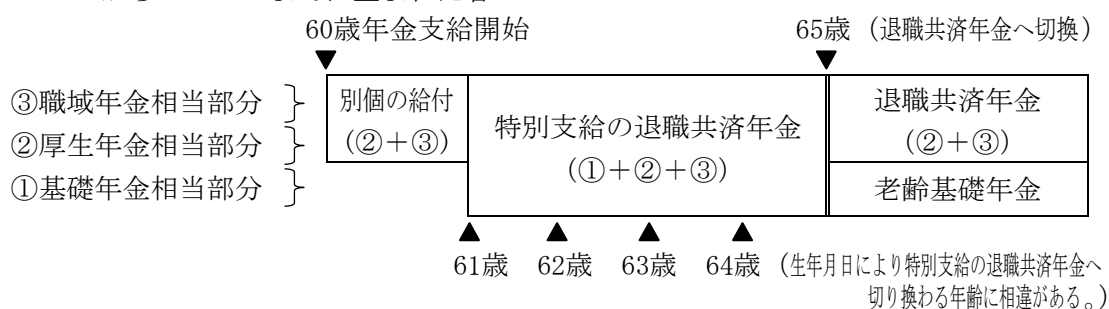 60歳年金支給開始
65歳（退職共済年金へ切換）
③職域年金相当部分
②厚生年金相当部分
①基礎年金相当部分
別個の給付
（②＋③）
特別支給の退職共済年金
（①＋②＋③）
退職共済年金
（②＋③）
老齢基礎年金
61歳 62歳 63歳 64歳
（生年月日により特別支給の退職共済年金へ
切り換わる年齢に相違がある。）